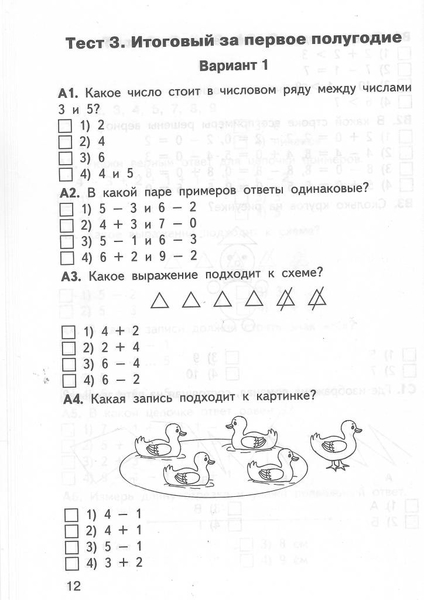 Тест 3. Итоговый за первое полугодие
Вариант 1
А1. Какое число стоит в числовом ряду между числами
3 и 5?
1) 2
2) 4
3) 6
4) 4 и 5
А2. В какой паре примеров ответы одинаковые?
1) 5 − 3 и 6 − 2
2) 4 + 3 и 7 − 0
3) 5 − 1 и 6 − 3
4) 6 + 2 и 9 − 2
А3. Какое выражение подходит к схеме?
1) 4 + 2
2) 2 + 4
3) 6 − 4
4) 6 − 2
А4. Какая запись подходит к картинке?
1) 4 − 1
2) 4 + 1
3) 5 − 1
4) 3 + 2
12